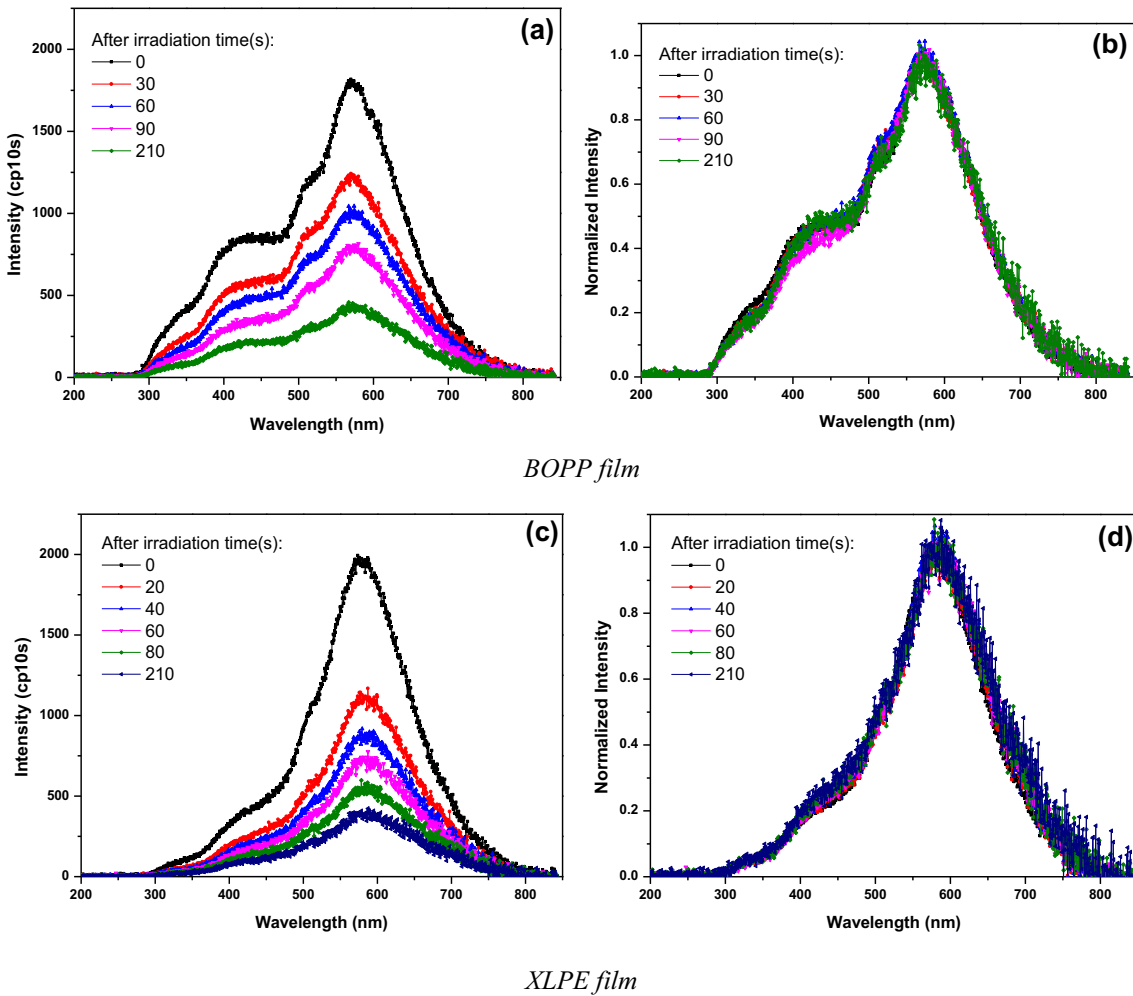 (a)
After irradiation time(s):
0
30
60
90
210
Intensity (cp10s)
2000
1500
1000
500
0
200 300 400 500 600 700 800
Wavelength (nm)
(b)
After irradiation time(s):
0
30
60
90
210
Normalized Intensity
1.0
0.8
0.6
0.4
0.2
0.0
200 300 400 500 600 700 800
Wavelength (nm)
BOPP film
(c)
After irradiation time(s):
0
20
40
60
80
210
Intensity (cp10s)
2000
1500
1000
500
0
200 300 400 500 600 700 800
Wavelength (nm)
(d)
After irradiation time(s):
0
20
40
60
80
210
Normalized Intensity
1.0
0.8
0.6
0.4
0.2
0.0
200 300 400 500 600 700 800
Wavelength (nm)
XLPE film